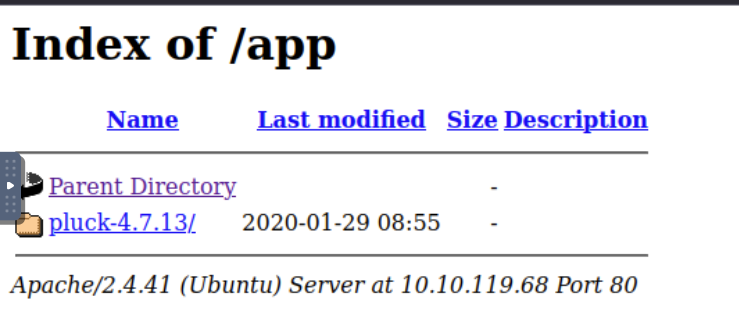 Index of /app
Name Last modified Size Description
Parent Directory -
pluck-4.7.13/ 2020-01-29 08:55 -
Apache/2.4.41 (Ubuntu) Server at 10.10.119.68 Port 80